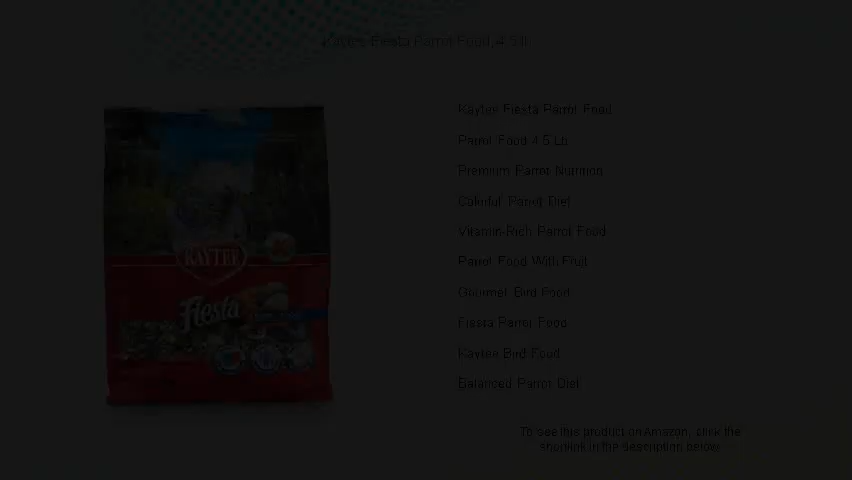 Kaytee Fiesta Parrot Food, 4.5 lb
Kaytee Fiesta Parrot Food
Parrot Food 4.5 Lb
Premium Parrot Nutrition
Colorful Parrot Diet
Vitamin-Rich Parrot Food
Parrot Food With Fruit
Gourmet Bird Food
Fiesta Parrot Food
Kaytee Bird Food
Balanced Parrot Diet
KAYTEE
Fiesta
To see this product on Amazon, click the
short link in the description below.